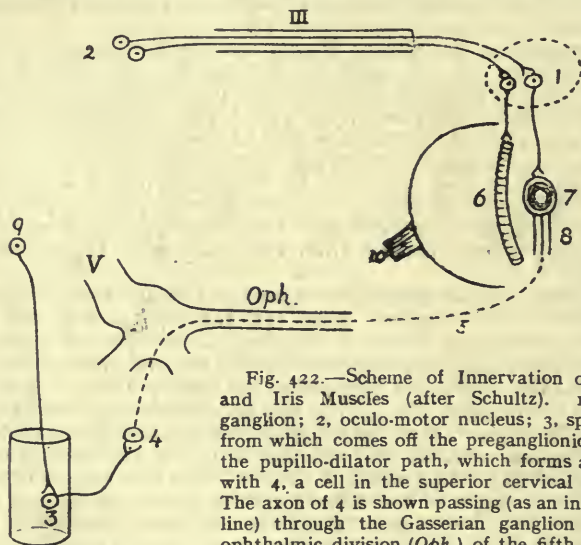 III
2
1
6
7
8
10
9
V
Oph.
5
4
3
Fig. 422.—Scheme of Innervation o
and Iris Muscles (after Schultz). 1
ganglion; 2, oculo-motor nucleus; 3, sp
from which comes off the preganglionic
the pupillo-dilator path, which forms a
with 4, a cell in the superior cervical
The axon of 4 is shown passing (as an in
line) through the Gasserian ganglion
ophthalmic division (Oph.) of the fifth